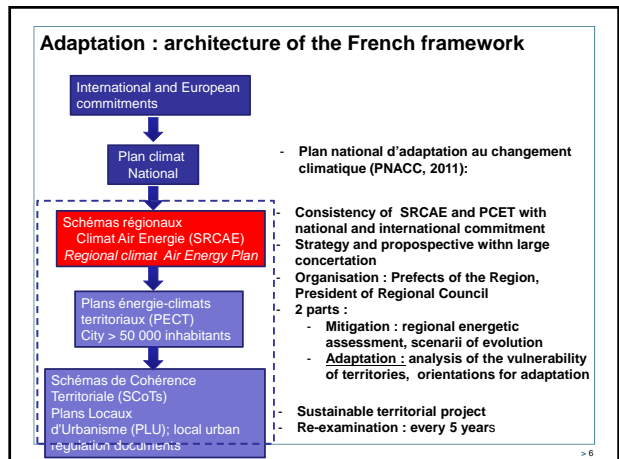 Adaptation : architecture of the French framework
International and European
commitments
Plan climat
National
- Plan national d'adaptation au changement
climatique (PNACC, 2011):
Schémas régionaux
Climat Air Energie (SRCAE)
Regional climat Air Energy Plan
Plans énergie-climats
territoriaux (PECT)
City > 50 000 inhabitants
Schémas de Cohérence
Territoriale (SCoTs)
Plans Locaux
d'Urbanisme (PLU); local urban
regulation documents
- Consistency of SRCAE and PCET with
national and international commitment
- Strategy and propospective withn large
concertation
- Organisation : Prefects of the Region,
President of Regional Council
- 2 parts :
- Mitigation : regional energetic
assessment, scenarii of evolution
- Adaptation : analysis of the vulnerability
of territories, orientations for adaptation
- Sustainable territorial project
- Re-examination : every 5 years
> 6